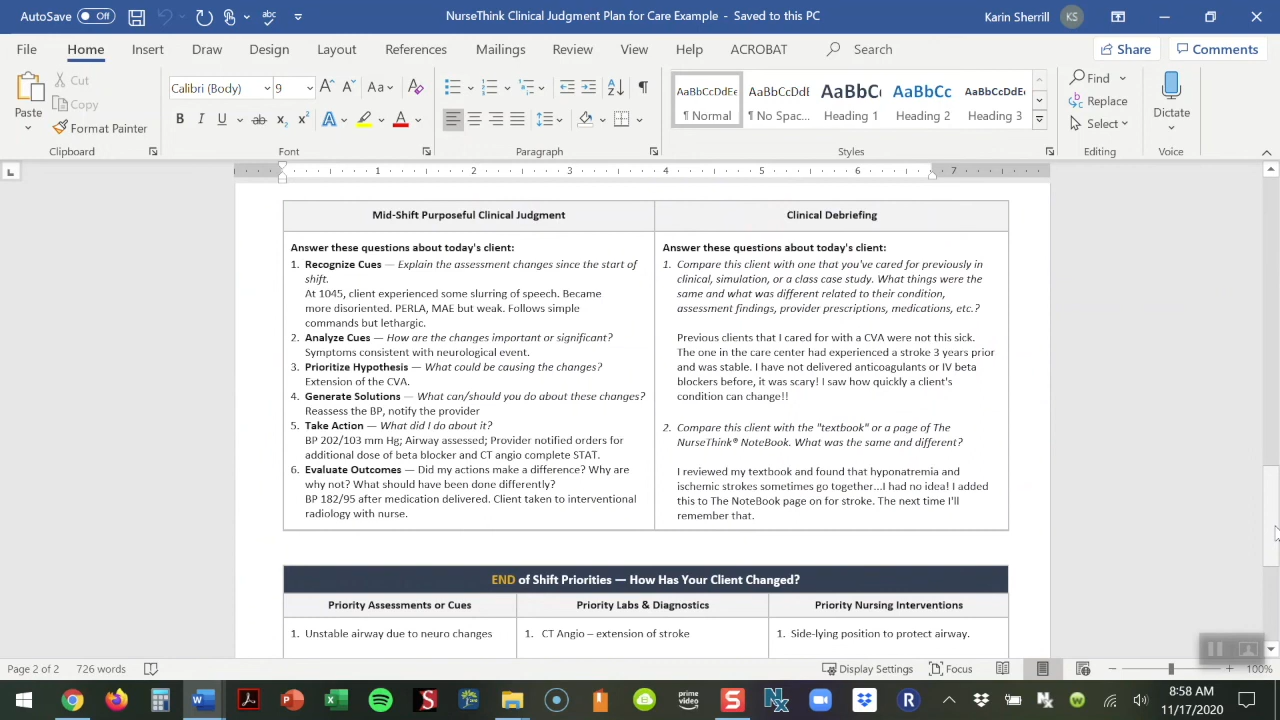 AutoSave Off
NurseThink Clinical Judgment Plan for Care Example - Saved to this PC
Karin Sherrill KS
File Home Insert Draw Design Layout References Mailings Review View Help ACROBAT Search Share Comments
Paste
Cut
Copy
Format Painter
Calibri (Body) 9
AaBbCcDdEe AaBbCcDdI AaBbC( AaBbCc AaBbCcDdE
¶ Normal ¶ No Spac... Heading 1 Heading 2 Heading 3
Find
Replace
Select
Dictate
Clipboard Font Paragraph Styles Editing Voice
1 2 3 4 5 6 7
Mid-Shift Purposeful Clinical Judgment
Answer these questions about today's client:
1. Recognize Cues — Explain the assessment changes since the start of
shift.
At 1045, client experienced some slurring of speech. Became
more disoriented. PERLA, MAE but weak. Follows simple
commands but lethargic.
2. Analyze Cues — How are the changes important or significant?
Symptoms consistent with neurological event.
3. Prioritize Hypothesis — What could be causing the changes?
Extension of the CVA.
4. Generate Solutions — What can/should you do about these changes?
Reassess the BP, notify the provider
5. Take Action — What did I do about it?
BP 202/103 mm Hg; Airway assessed; Provider notified orders for
additional dose of beta blocker and CT angio complete STAT.
6. Evaluate Outcomes — Did my actions make a difference? Why are
why not? What should have been done differently?
BP 182/95 after medication delivered. Client taken to interventional
radiology with nurse.
Clinical Debriefing
Answer these questions about today's client:
1. Compare this client with one that you've cared for previously in
clinical, simulation, or a class case study. What things were the
same and what was different related to their condition,
assessment findings, provider prescriptions, medications, etc.?
Previous clients that I cared for with a CVA were not this sick.
The one in the care center had experienced a stroke 3 years prior
and was stable. I have not delivered anticoagulants or IV beta
blockers before, it was scary! I saw how quickly a client's
condition can change!!
2. Compare this client with the "textbook" or a page of The
NurseThink® NoteBook. What was the same and different?
I reviewed my textbook and found that hyponatremia and
ischemic strokes sometimes go together...I had no idea! I added
this to The NoteBook page on for stroke. The next time I'll
remember that.
END of Shift Priorities — How Has Your Client Changed?
Priority Assessments or Cues Priority Labs & Diagnostics Priority Nursing Interventions
1. Unstable airway due to neuro changes 1. CT Angio – extension of stroke 1. Side-lying position to protect airway.
Page 2 of 2 726 words Display Settings Focus 100%
8:58 AM
11/17/2020